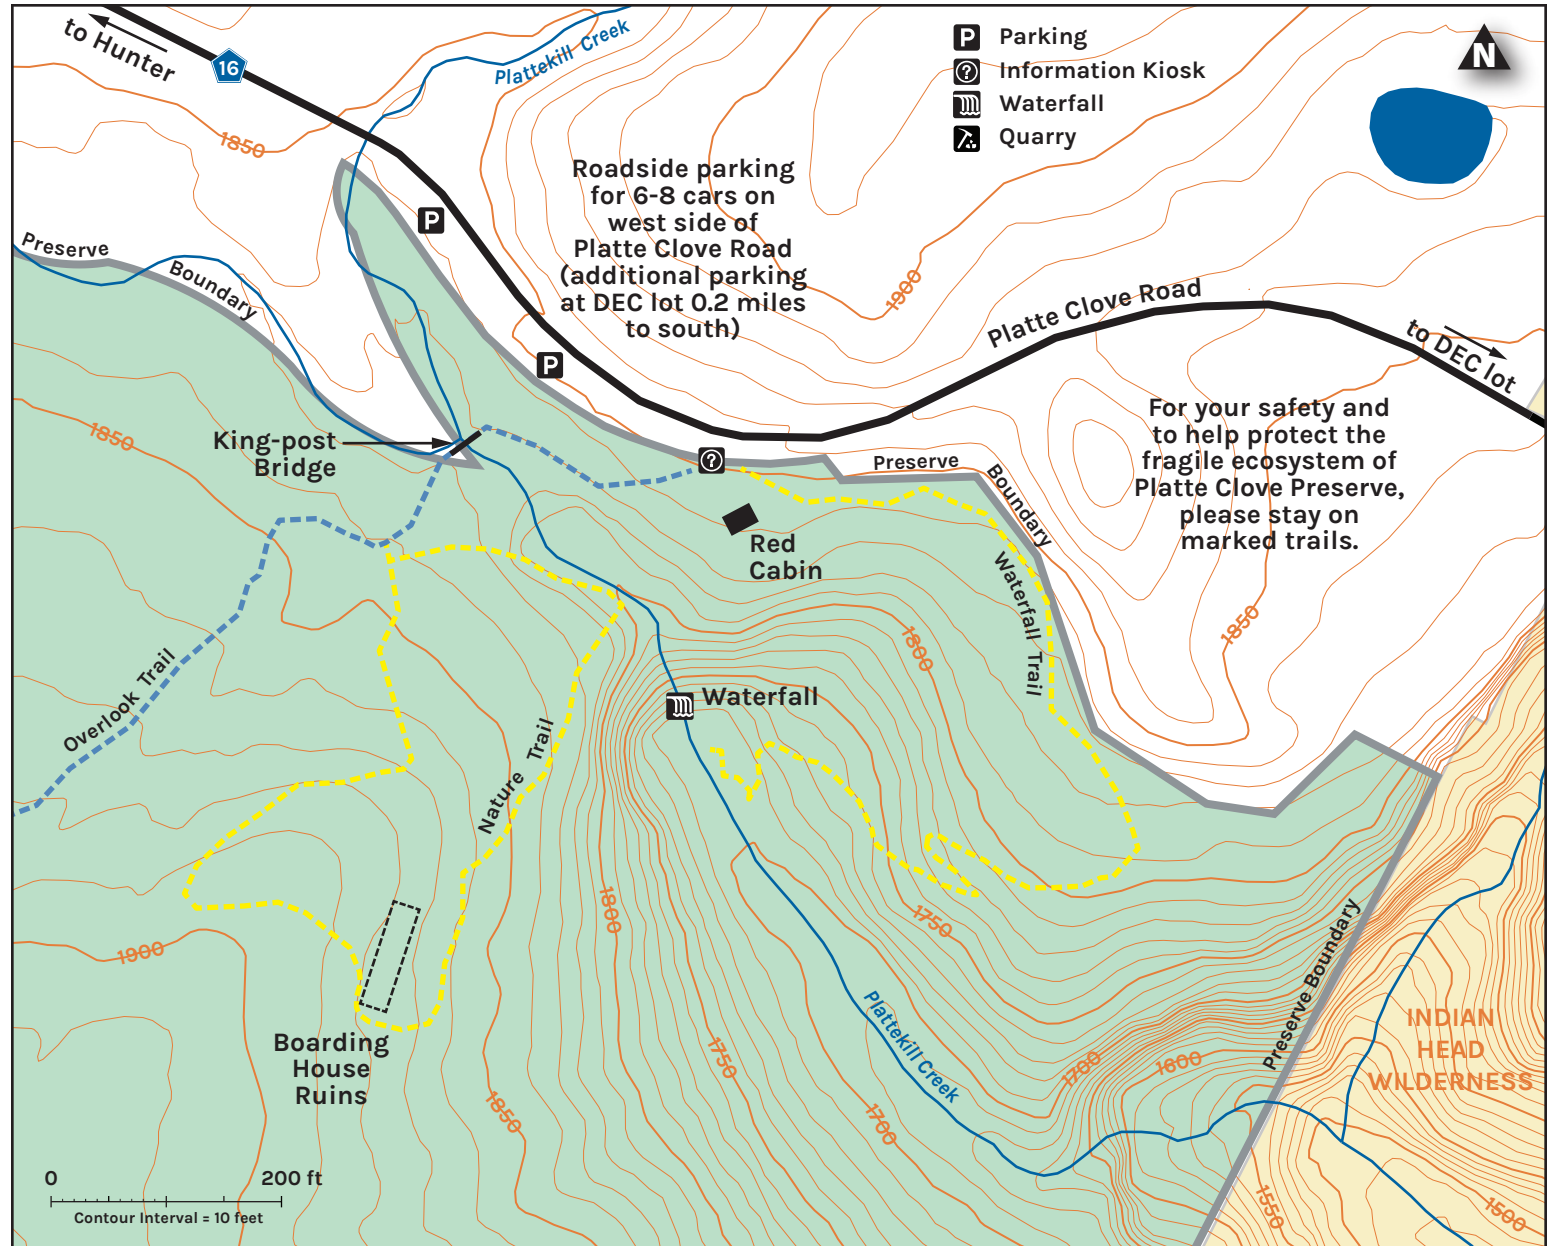 to Hunter
16
Plattekill Creek
P Parking
? Information Kiosk
Waterfall
Quarry
N
1850
Roadside parking
for 6-8 cars on
west side of
Platte Clove Road
(additional parking
at DEC lot 0.2 miles
to south)
P
P
1900
Platte Clove Road
to DEC lot
Preserve
Boundary
For your safety and
to help protect the
fragile ecosystem of
Platte Clove Preserve,
please stay on
marked trails.
1850
King-post
Bridge
?
Preserve
Boundary
Red
Cabin
Waterfall Trail
1800
1850
Overlook Trail
Waterfall
Nature Trail
1800
1750
1900
Preserve Boundary
Plattekill Creek
INDIAN
HEAD
WILDERNESS
Boarding
House
Ruins
1750
1700
1600
1850
1700
0 200 ft
Contour Interval = 10 feet
1550
1500